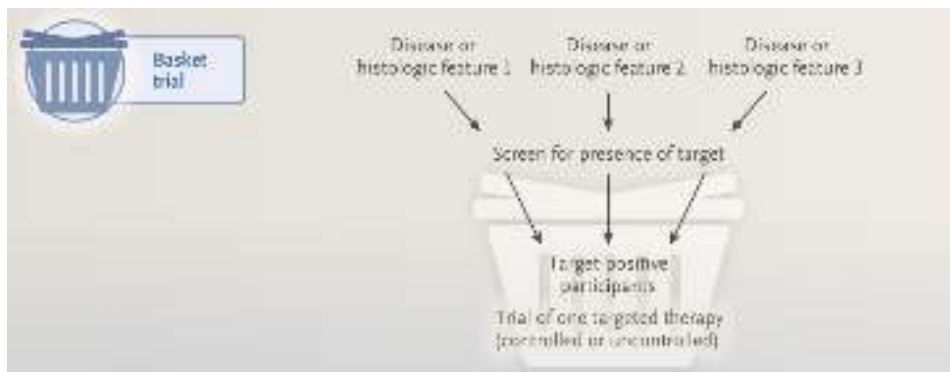 Basket
trial
Disease or
histologic feature 1
Disease or
histologic feature 2
Disease or
histologic feature 3
Screen for presence of target
Target positive
participants
Trial of one targeted therapy
(controlled or uncontrolled)